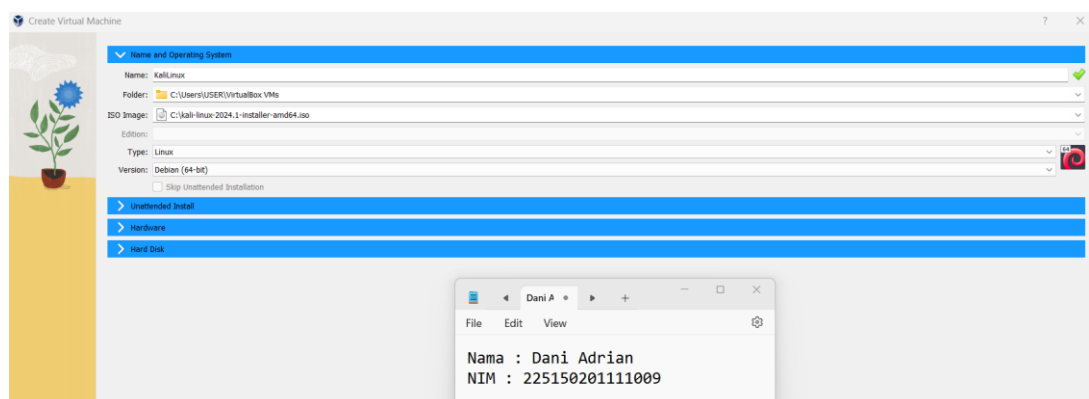 Create Virtual Machine
Name and Operating System
Name: KaliLinux
Folder: C:\Users\USER\VirtualBox VMs
ISO Image: C:\kali-linux-2024.1-installer-amd64.iso
Edition:
Type: Linux
64
Version: Debian (64-bit)
Skip Unattended Installation
Unattended Install
Hardware
Hard Disk
Dani A
File Edit View
Nama : Dani Adrian
NIM : 225150201111009